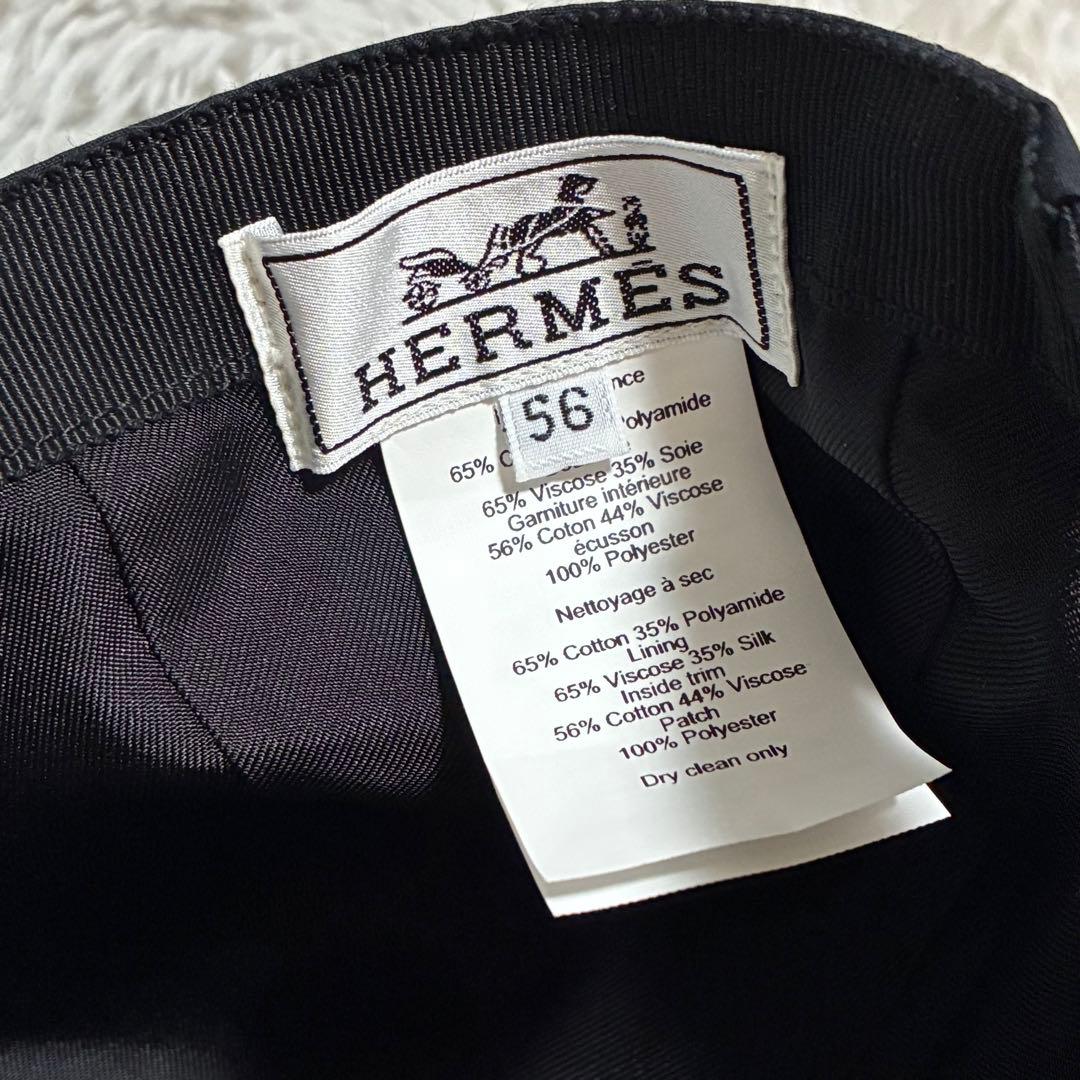 HERMÈS
56
65%
65% Viscose 35% Soie
Garniture intérieure
56% Coton 44% Viscose
écusson
100% Polyester
Nettoyage à sec
65% Cotton 35% Polyamide
Lining
65% Viscose 35% Silk
Inside trim
56% Cotton 44% Viscose
Patch
100% Polyester
Dry clean only